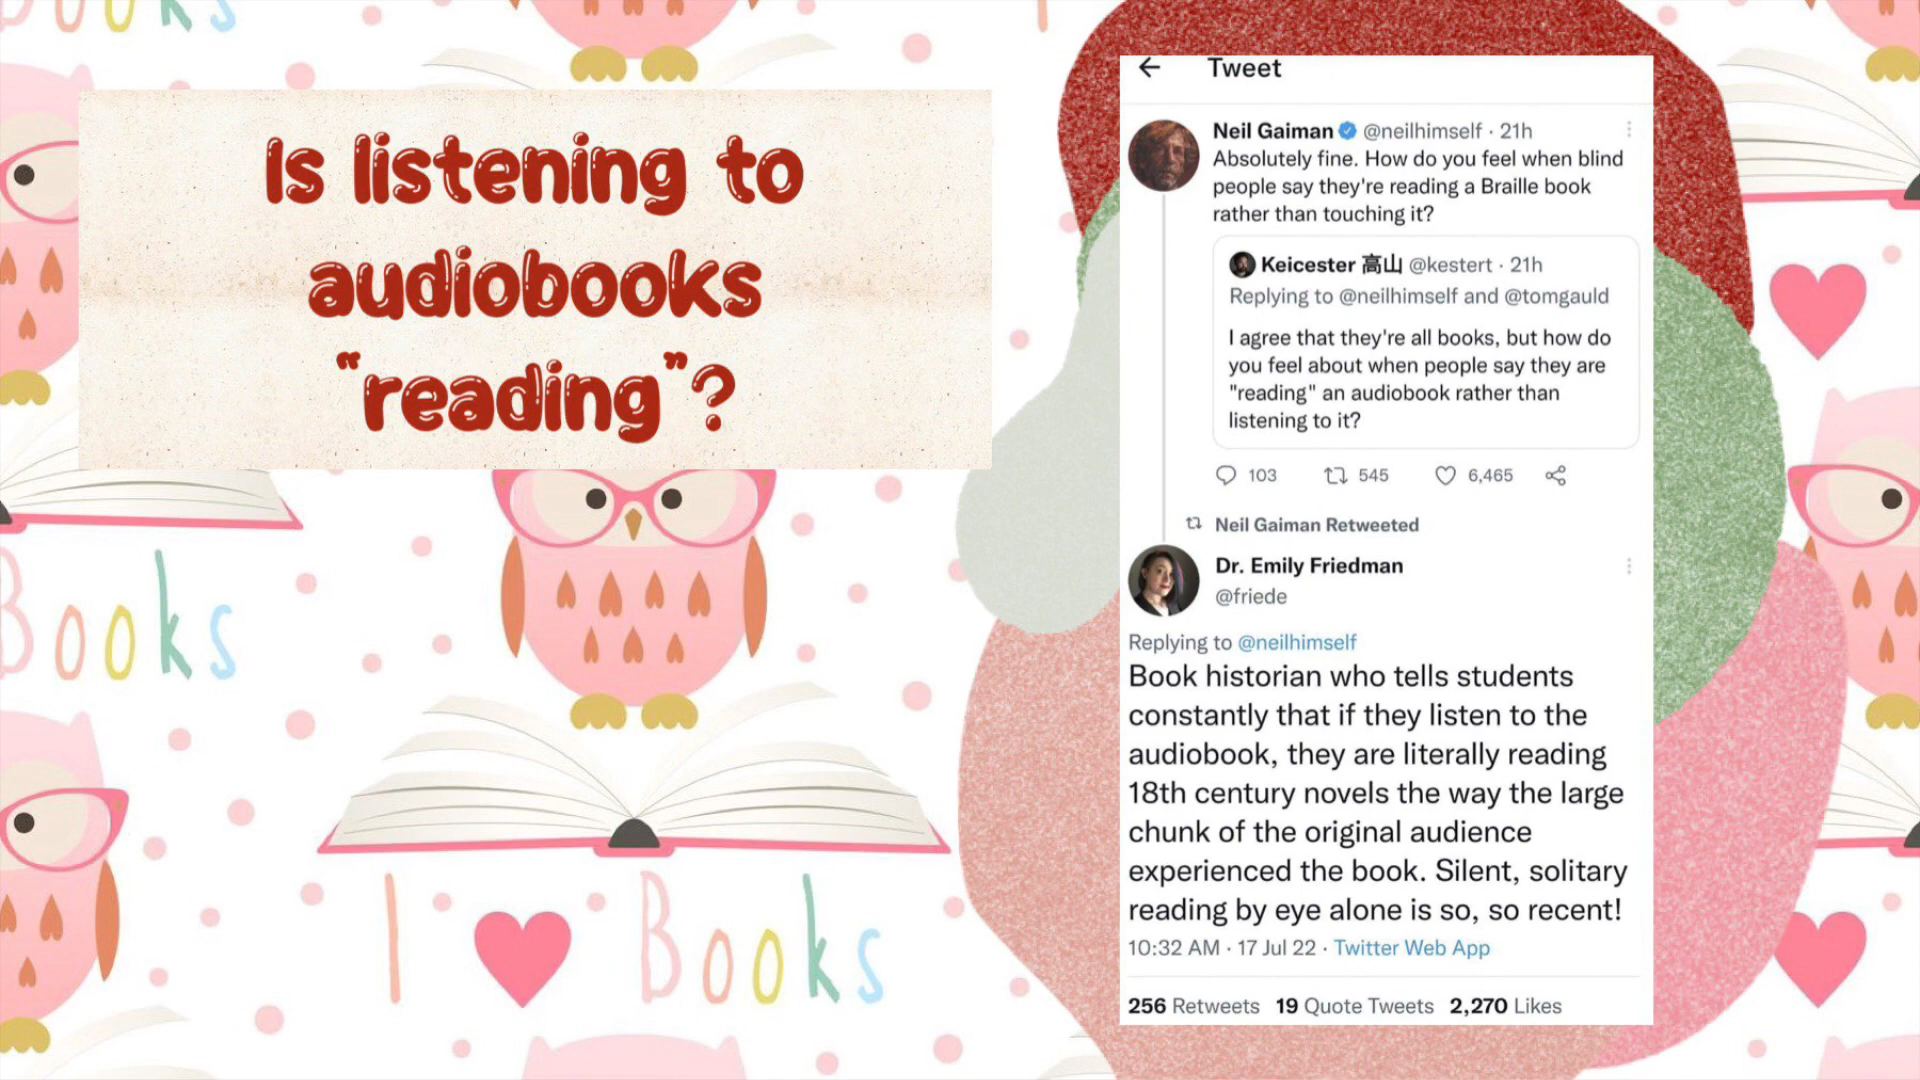 Is listening to
audiobooks
"reading"?
Tweet
Neil Gaiman @neilhimself · 21h
Absolutely fine. How do you feel when blind
people say they're reading a Braille book
rather than touching it?
Keicester 高山 @kestert · 21h
Replying to @neilhimself and @tomgauld
I agree that they're all books, but how do
you feel about when people say they are
"reading" an audiobook rather than
listening to it?
103 545 6,465
Neil Gaiman Retweeted
Dr. Emily Friedman
@friede
Replying to @neilhimself
Book historian who tells students
constantly that if they listen to the
audiobook, they are literally reading
18th century novels the way the large
chunk of the original audience
experienced the book. Silent, solitary
reading by eye alone is so, so recent!
10:32 AM · 17 Jul 22 · Twitter Web App
256 Retweets 19 Quote Tweets 2,270 Likes
Books
I Books